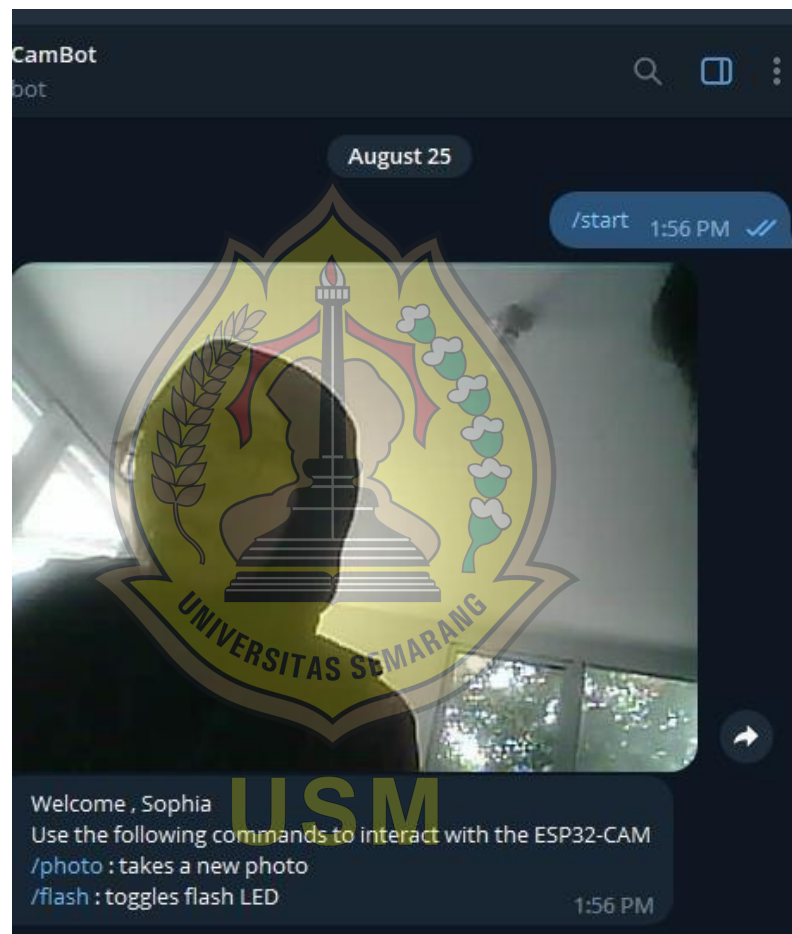 CamBot
bot
August 25
/start 1:56 PM
UNIVERSITAS SEMARANG
USM
Welcome , Sophia
Use the following commands to interact with the ESP32-CAM
/photo : takes a new photo
/flash : toggles flash LED
1:56 PM